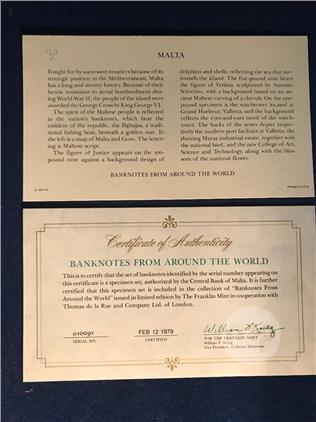 30
MALTA
Fought for by successive invaders because of its
strategic position in the Mediterranean, Malta
has a long and stormy history. Because of their
heroic resistance to aerial bombardment dur-
ing World War II, the people of the island were
awarded the George Cross by King George VI.
The spirit of the Maltese people is reflected
in the nation's banknotes, which bear the
emblem of the republic, the Dghajsa, a tradi-
tional fishing boat, beneath a golden sun. To
the left is a map of Malta and Gozo. The letter-
ing is Maltese script.
The figure of Justice appears on the ten-
pound note against a background design of
dolphins and shells, reflecting the sea that sur-
rounds the island. The five-pound note bears
the figure of Vettina, sculptured by Antonio
Sciortino, with a background based on an an-
cient Maltese carving of a cherub. On the one-
pound specimen is the watchtower located at
Grand Harbour, Valletta, and the background
reflects the eyes-and-ears motif of the watch-
tower. The backs of the notes depict respec-
tively the modern port facilities at Valletta, the
thriving Marsa industrial estate, together with
the national bird; and the new College of Art,
Science and Technology, along with the blos-
som of the national flower.
BANKNOTES FROM AROUND THE WORLD
Printed in U.S.A.
Certificate of Authenticity
BANKNOTES FROM AROUND THE WORLD
This is to certify that the set of banknotes identified by the serial number appearing on
this certificate is a specimen set, authorized by the Central Bank of Malta. It is further
certified that this specimen set is included in the collection of "Banknotes From
Around the World" issued in limited edition by The Franklin Mint in cooperation with
Thomas de la Rue and Company Ltd. of London.
010091
SERIAL NO.
FEB 12 1979
CERTIFIED
William F. Krieg
FOR THE FRANKLIN MINT
William F. Krieg
Vice President, Collector Relations